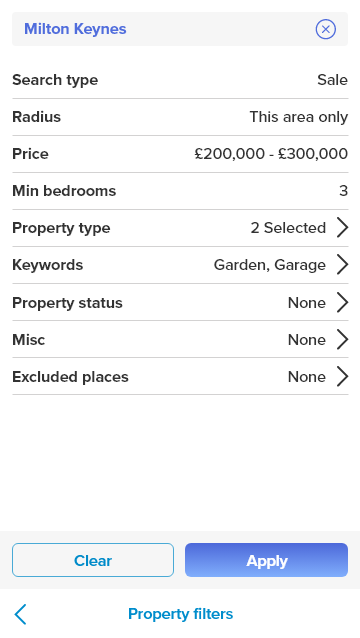 Milton Keynes
Search type Sale
Radius This area only
Price £200,000 - £300,000
Min bedrooms 3
Property type 2 Selected
Keywords Garden, Garage
Property status None
Misc None
Excluded places None
Clear Apply
Property filters